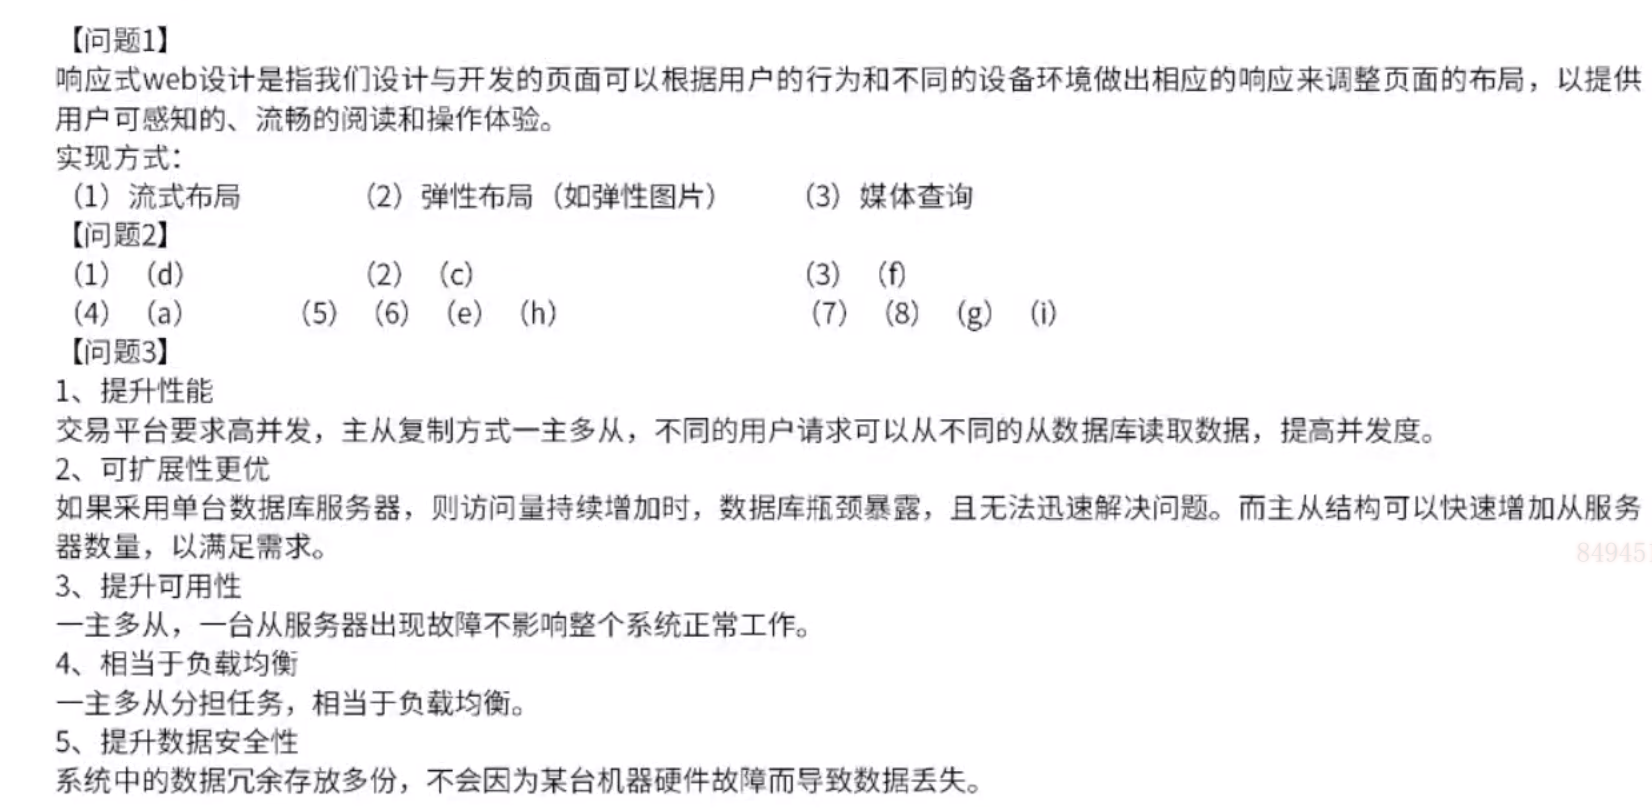 【问题1】
响应式web设计是指我们设计与开发的页面可以根据用户的行为和不同的设备环境做出相应的响应来调整页面的布局，以提供
用户可感知的、流畅的阅读和操作体验。
实现方式：
（1）流式布局 （2）弹性布局（如弹性图片） （3）媒体查询
【问题2】
（1）（d） （2）（c） （3）（f）
（4）（a） （5）（6）（e）（h） （7）（8）（g）（i）
【问题3】
1、提升性能
交易平台要求高并发，主从复制方式一主多从，不同的用户请求可以从不同的从数据库读取数据，提高并发度。
2、可扩展性更优
如果采用单台数据库服务器，则访问量持续增加时，数据库瓶颈暴露，且无法迅速解决问题。而主从结构可以快速增加从服务
器数量，以满足需求。
849451
3、提升可用性
一主多从，一台从服务器出现故障不影响整个系统正常工作。
4、相当于负载均衡
一主多从分担任务，相当于负载均衡。
5、提升数据安全性
系统中的数据冗余存放多份，不会因为某台机器硬件故障而导致数据丢失。